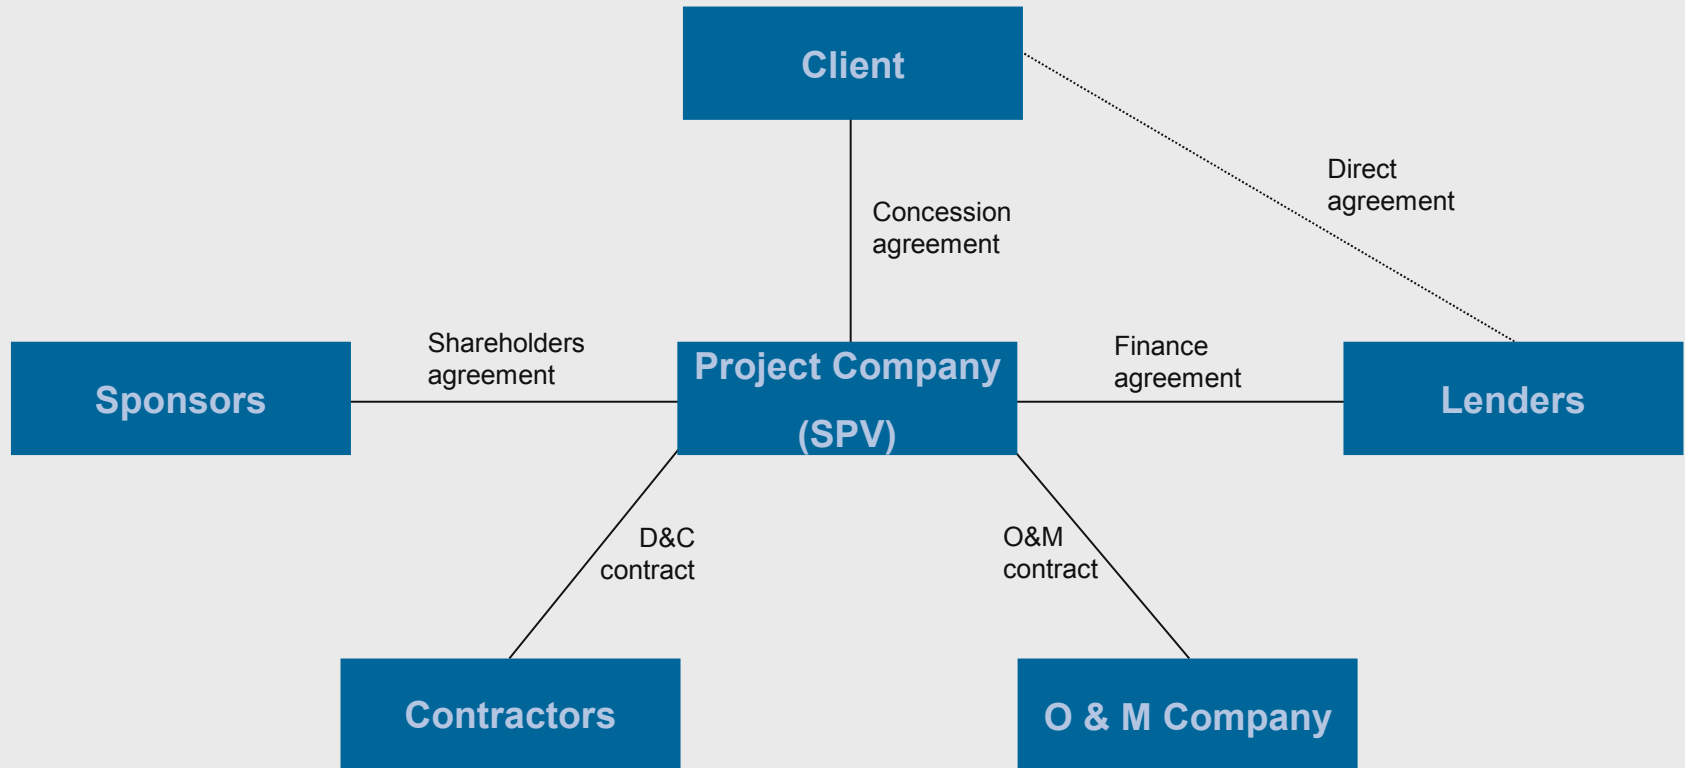 Client
Direct
agreement
Concession
agreement
Shareholders
agreement
Finance
agreement
Sponsors
Project Company
(SPV)
Lenders
D&C
contract
O&M
contract
Contractors
O & M Company